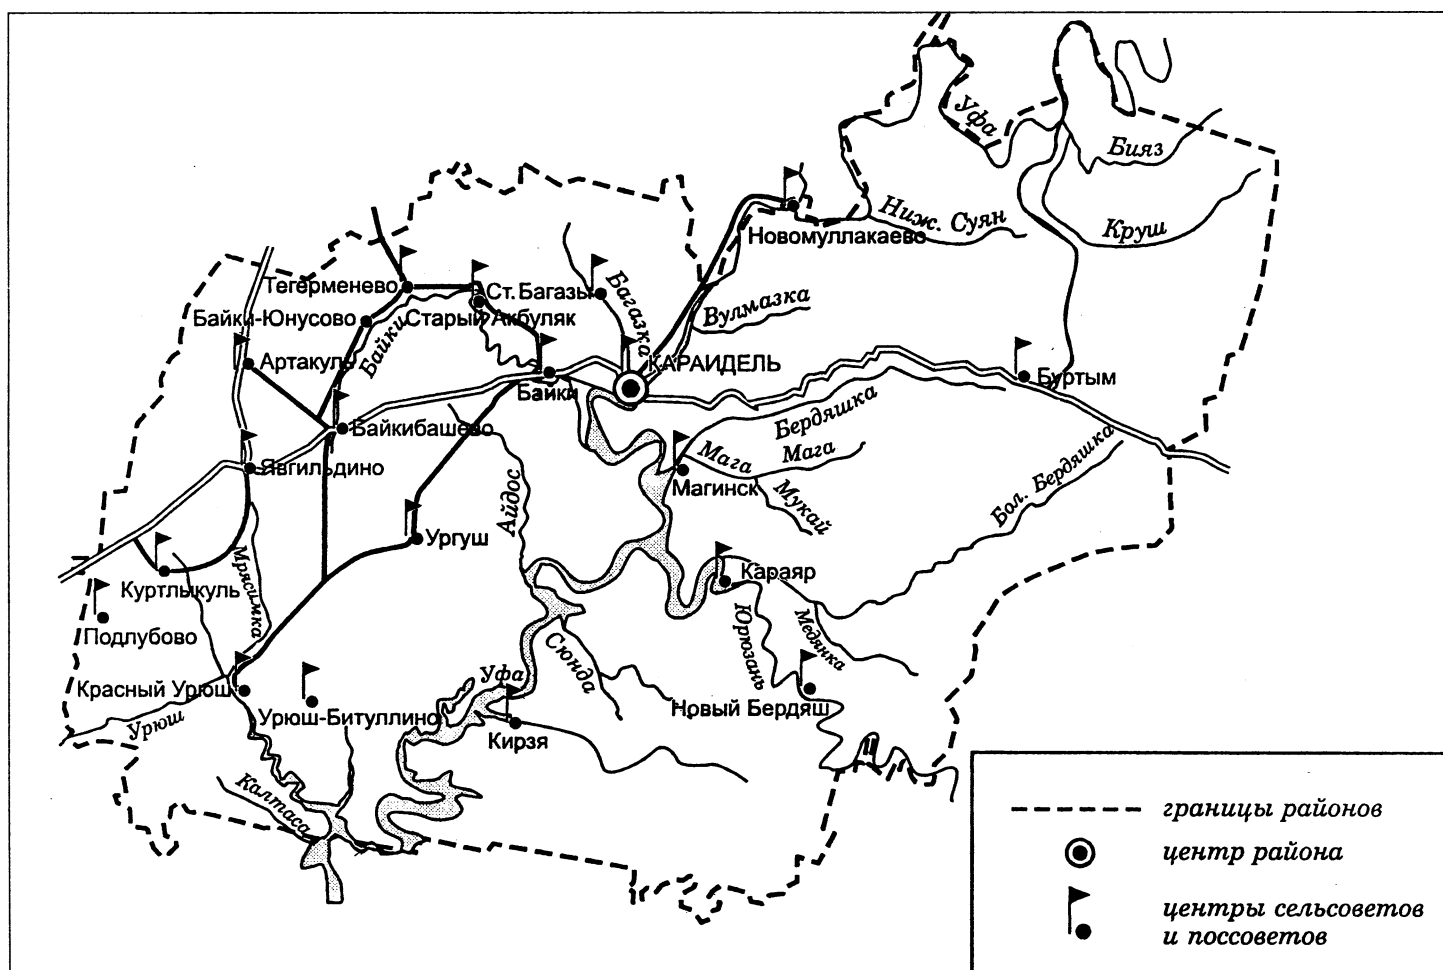 Уфа
Бияз
Новомуллакаево
Ниж. Суян
Круш
Тегерменево
Ст. Багазы
Багазка
Вулмазка
Байки-Юнусово
Старый Акбуляк
Байки
Артакуль
КАРАИДЕЛЬ
Байки
Буртым
Бердяшка
Байкибашево
Мага
Мага
Явгильдино
Магинск
Мукай
Айдос
Бол. Бердяшка
Ургуш
Караяр
Куртлыкуль
Мрясимка
Подлубово
Сюнда
Юрюзань
Медянка
Уфа
Красный Урюш
Урюш
Урюш-Битуллино
Новый Бердяш
Кирзя
Калтаса
границы районов
центр района
центры сельсоветов
и поссоветов